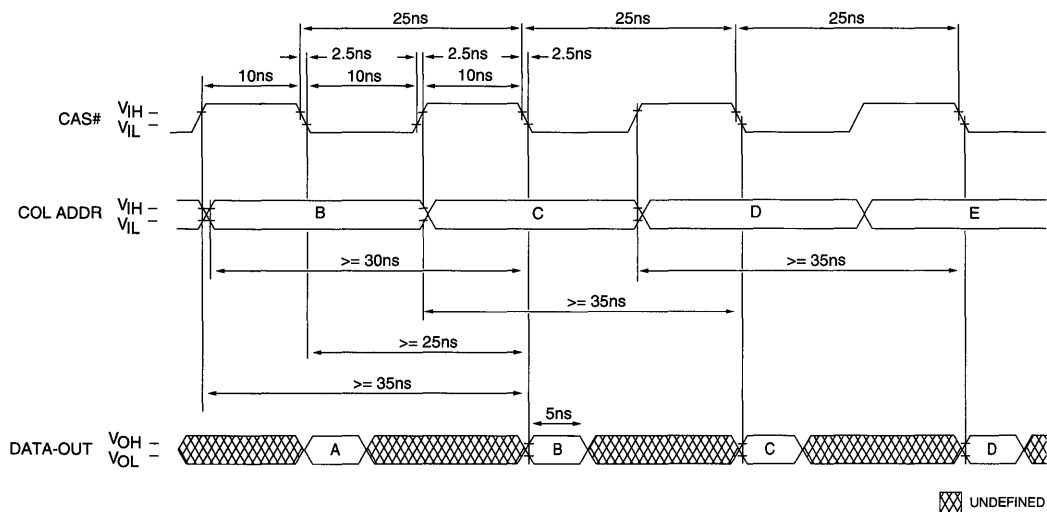 25ns 25ns 25ns
2.5ns 2.5ns 2.5ns
10ns 10ns 10ns
CAS# VIH VIL
COL ADDR VIH VIL B C D E
>= 30ns >= 35ns
>= 35ns
>= 25ns
>= 35ns
5ns
DATA-OUT VOH VOL A B C D
UNDEFINED